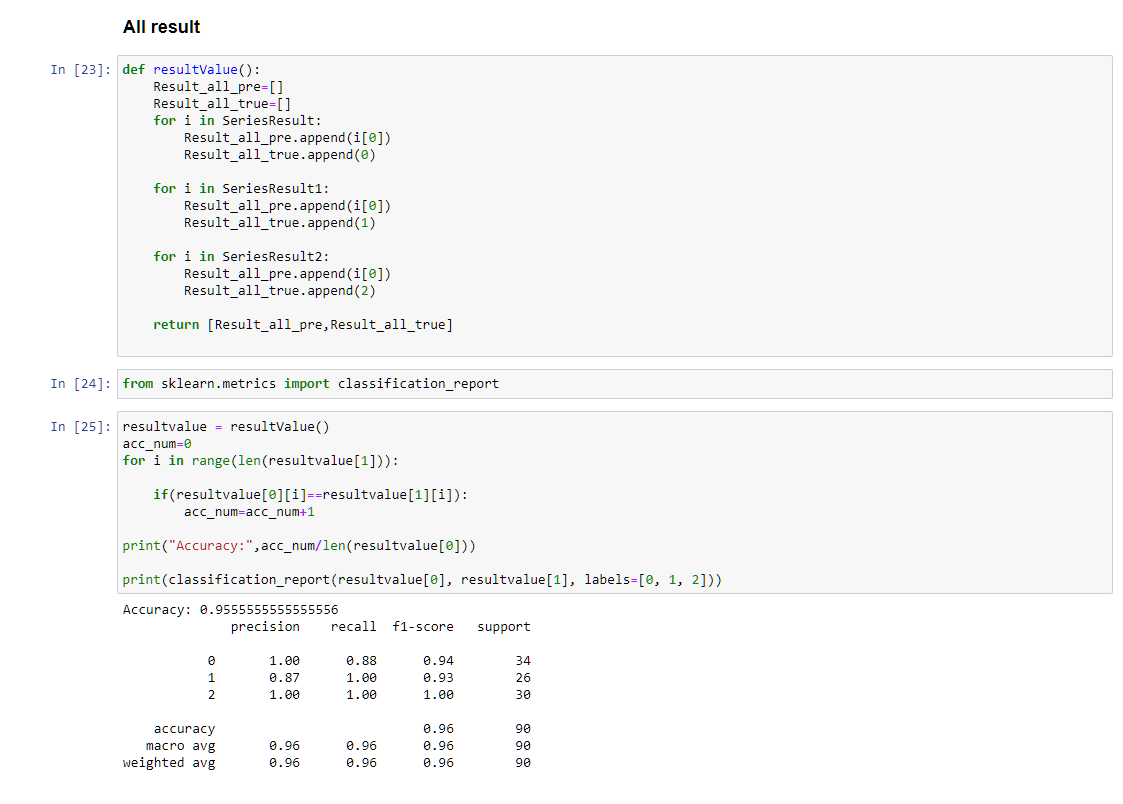 All result
In [23]: def resultValue():
    Result_all_pre=[]
    Result_all_true=[]
    for i in SeriesResult:
        Result_all_pre.append(i[0])
        Result_all_true.append(0)

    for i in SeriesResult1:
        Result_all_pre.append(i[0])
        Result_all_true.append(1)

    for i in SeriesResult2:
        Result_all_pre.append(i[0])
        Result_all_true.append(2)

    return [Result_all_pre,Result_all_true]
In [24]: from sklearn.metrics import classification_report
In [25]: resultvalue = resultValue()
acc_num=0
for i in range(len(resultvalue[1])):

    if(resultvalue[0][i]==resultvalue[1][i]):
        acc_num=acc_num+1

print("Accuracy:",acc_num/len(resultvalue[0]))

print(classification_report(resultvalue[0], resultvalue[1], labels=[0, 1, 2]))
Accuracy: 0.9555555555555556
              precision    recall  f1-score   support

           0       1.00      0.88      0.94        34
           1       0.87      1.00      0.93        26
           2       1.00      1.00      1.00        30

    accuracy                           0.96        90
   macro avg       0.96      0.96      0.96        90
weighted avg       0.96      0.96      0.96        90